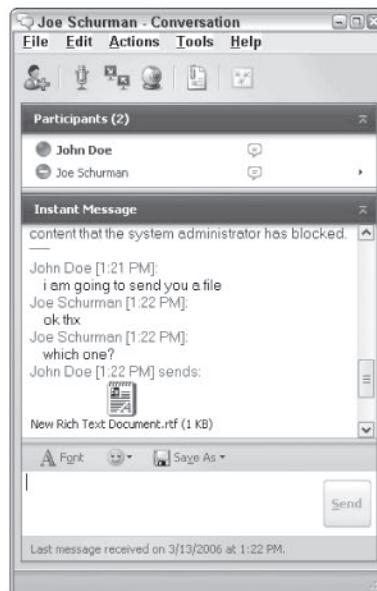 Joe Schurman - Conversation
File Edit Actions Tools Help
Participants (2)
John Doe
Joe Schurman
Instant Message
content that the system administrator has blocked.
John Doe [1:21 PM]:
i am going to send you a file
Joe Schurman [1:22 PM]:
ok thx
Joe Schurman [1:22 PM]:
which one?
John Doe [1:22 PM] sends:
New Rich Text Document.rtf (1 KB)
A Font Save As
Send
Last message received on 3/13/2006 at 1:22 PM.